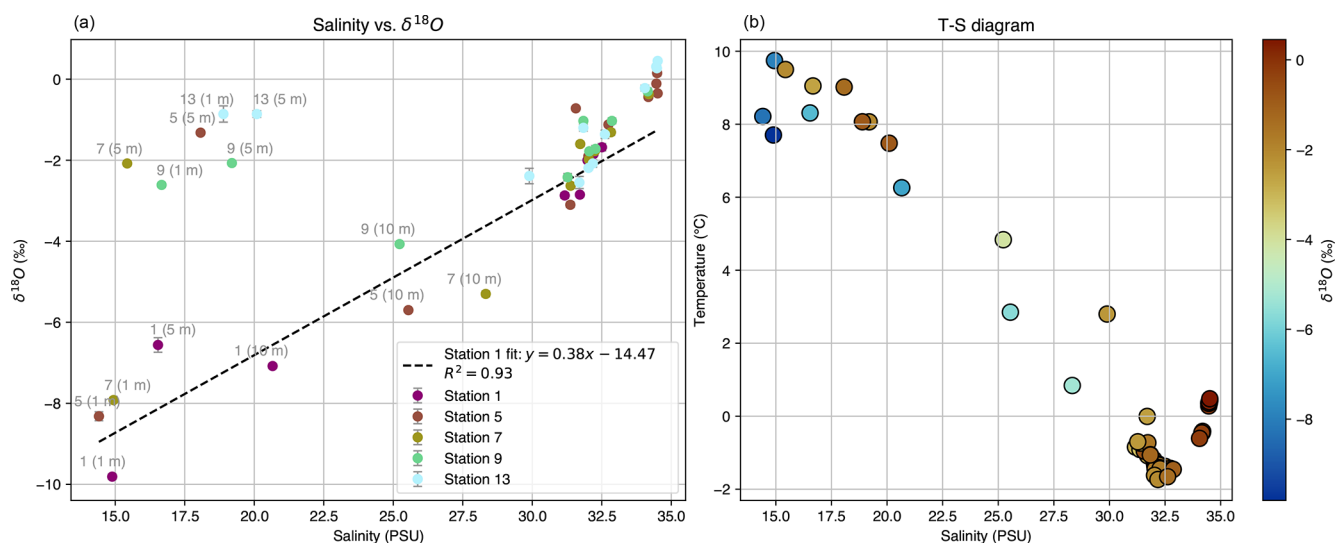 (a)
Salinity vs. δ¹⁸O
0
−2
−4
−6
−8
−10
δ¹⁸O (‰)
13 (1 m)
13 (5 m)
5 (5 m)
7 (5 m)
9 (5 m)
9 (1 m)
9 (10 m)
7 (10 m)
5 (10 m)
1 (5 m)
1 (10 m)
7 (1 m)
5 (1 m)
1 (1 m)
Station 1 fit: y = 0.38x − 14.47
R² = 0.93
Station 1
Station 5
Station 7
Station 9
Station 13
15.0 17.5 20.0 22.5 25.0 27.5 30.0 32.5 35.0
Salinity (PSU)
(b)
T-S diagram
10
8
6
4
2
0
−2
Temperature (°C)
15.0 17.5 20.0 22.5 25.0 27.5 30.0 32.5 35.0
Salinity (PSU)
0
−2
−4
−6
−8
δ¹⁸O (‰)